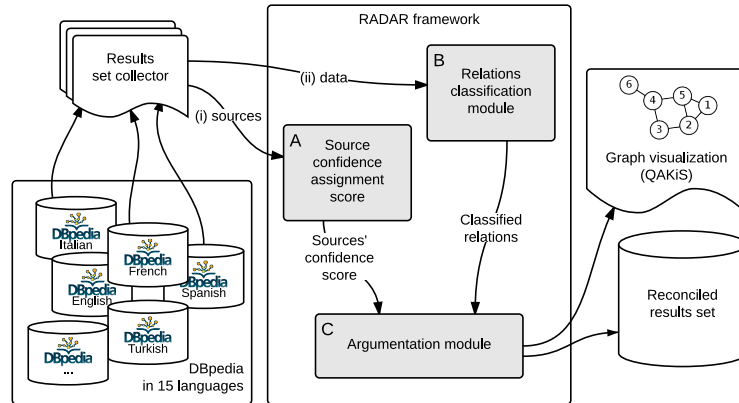 RADAR framework
Results
set collector
(ii) data
(i) sources
B
Relations
classification
module
A
Source
confidence
assignment
score
6
5
4
1
3
2
Graph visualization
(QAKiS)
Classified
relations
Sources'
confidence
score
DBpedia
Italian
DBpedia
French
DBpedia
English
DBpedia
Spanish
DBpedia
Turkish
DBpedia
...
DBpedia
in 15 languages
C
Argumentation module
Reconciled
results set